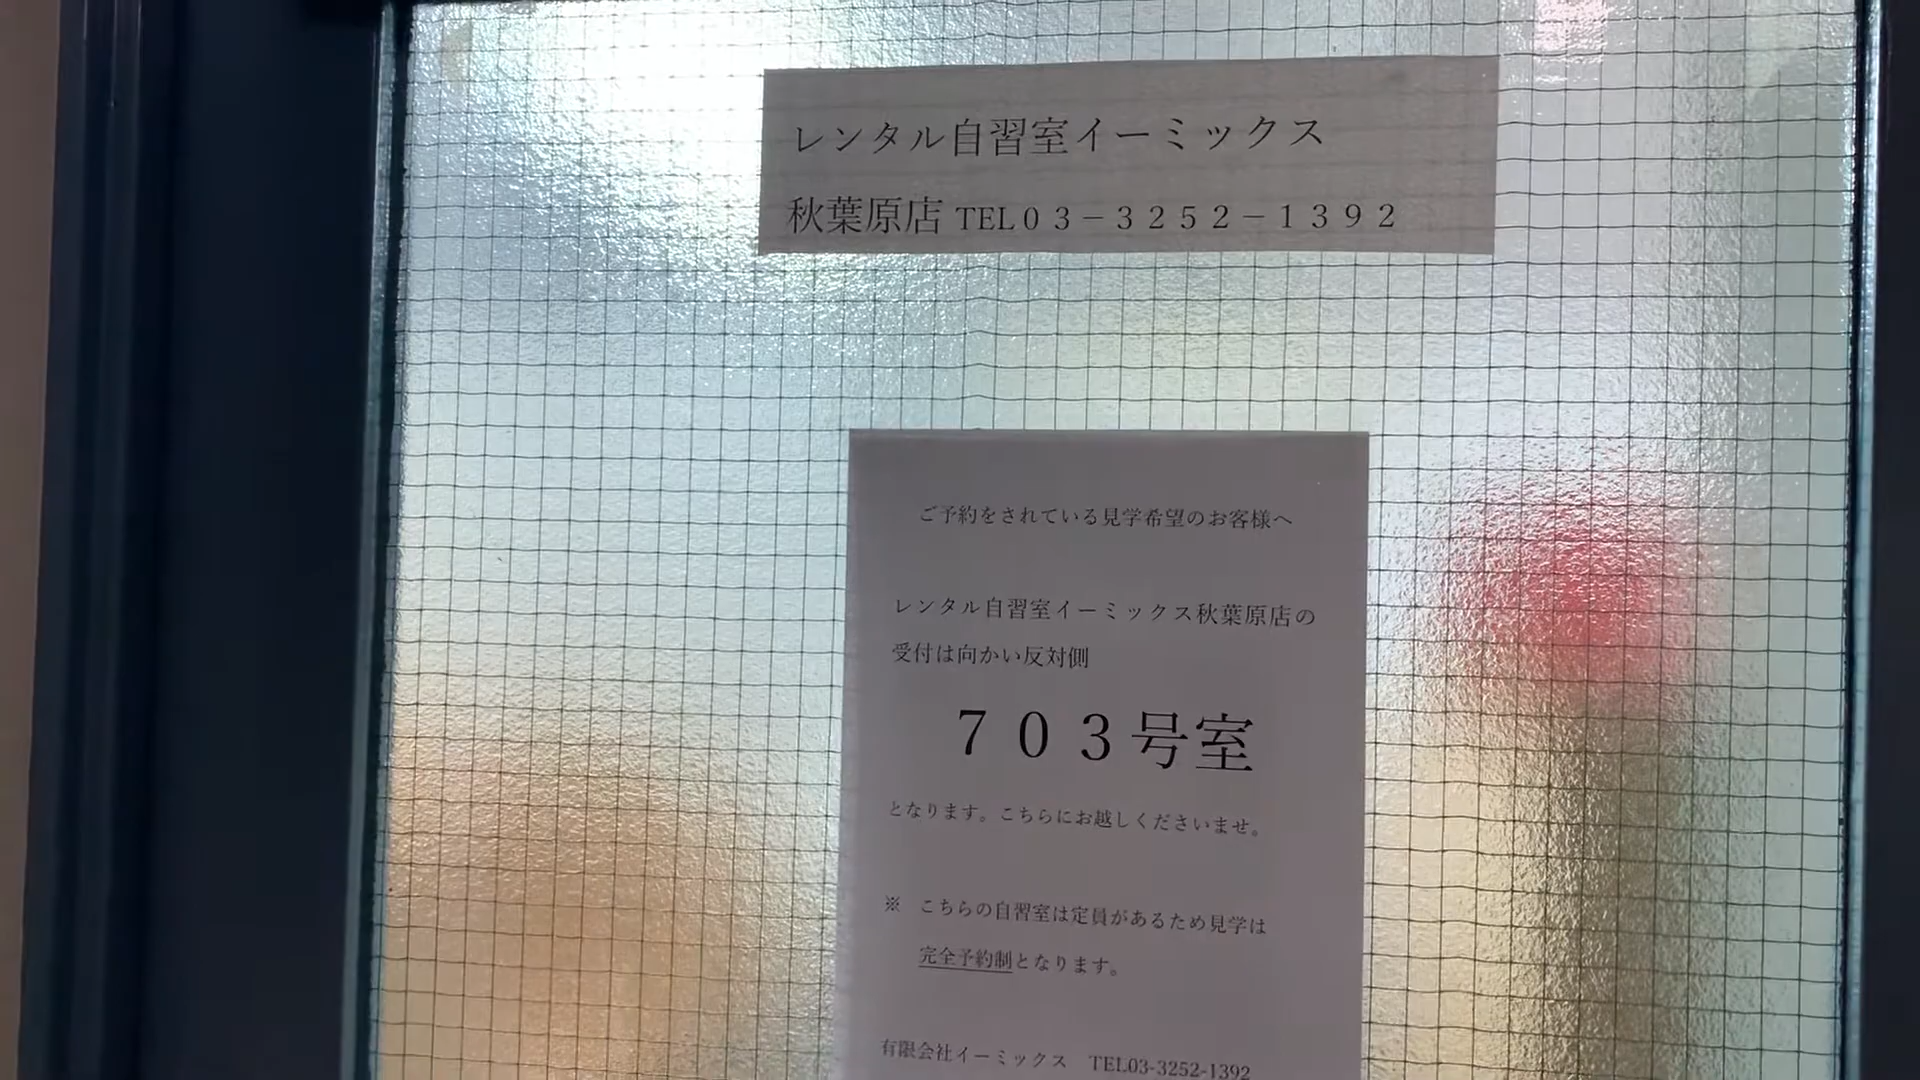 レンタル自習室イーミックス
秋葉原店 TEL０３－３２５２－１３９２
ご予約をされている見学希望のお客様へ
レンタル自習室イーミックス秋葉原店の
受付は向かい反対側
７０３号室
となります。こちらにお越しくださいませ。
※　こちらの自習室は定員があるため見学は
完全予約制となります。
有限会社イーミックス　TEL03-3252-1392